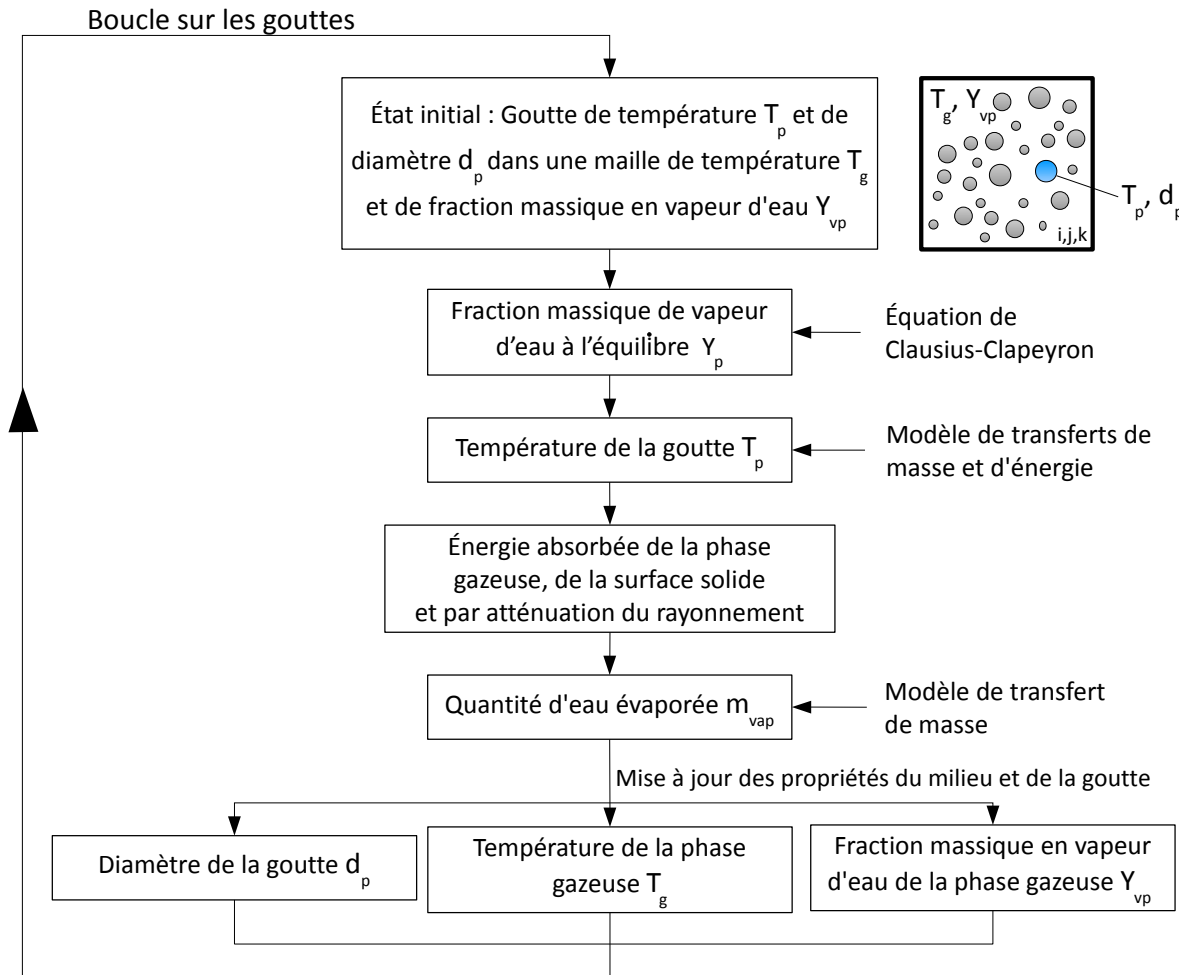 Boucle sur les gouttes
État initial : Goutte de température Tp et de
diamètre dp dans une maille de température Tg
et de fraction massique en vapeur d'eau Yvp
Tg, Yvp
Tp, dp
i,j,k
Fraction massique de vapeur
d’eau à l’équilibre Yp
Équation de
Clausius-Clapeyron
Température de la goutte Tp
Modèle de transferts de
masse et d'énergie
Énergie absorbée de la phase
gazeuse, de la surface solide
et par atténuation du rayonnement
Quantité d'eau évaporée mvap
Modèle de transfert
de masse
Mise à jour des propriétés du milieu et de la goutte
Diamètre de la goutte dp
Température de la phase
gazeuse Tg
Fraction massique en vapeur
d'eau de la phase gazeuse Yvp